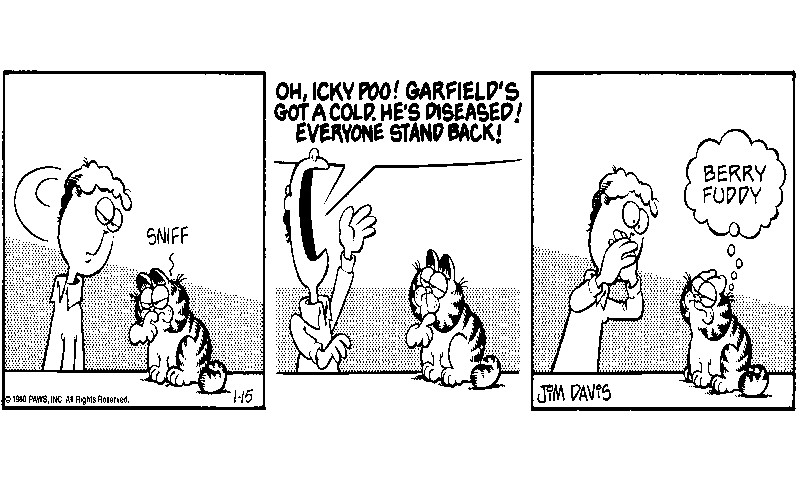 SNIFF
© 1980 PAWS, INC. All Rights Reserved.
1-15
OH, ICKY POO! GARFIELD'S
GOT A COLD. HE'S DISEASED!
EVERYONE STAND BACK!
BERRY
FUDDY
JIM DAVIS